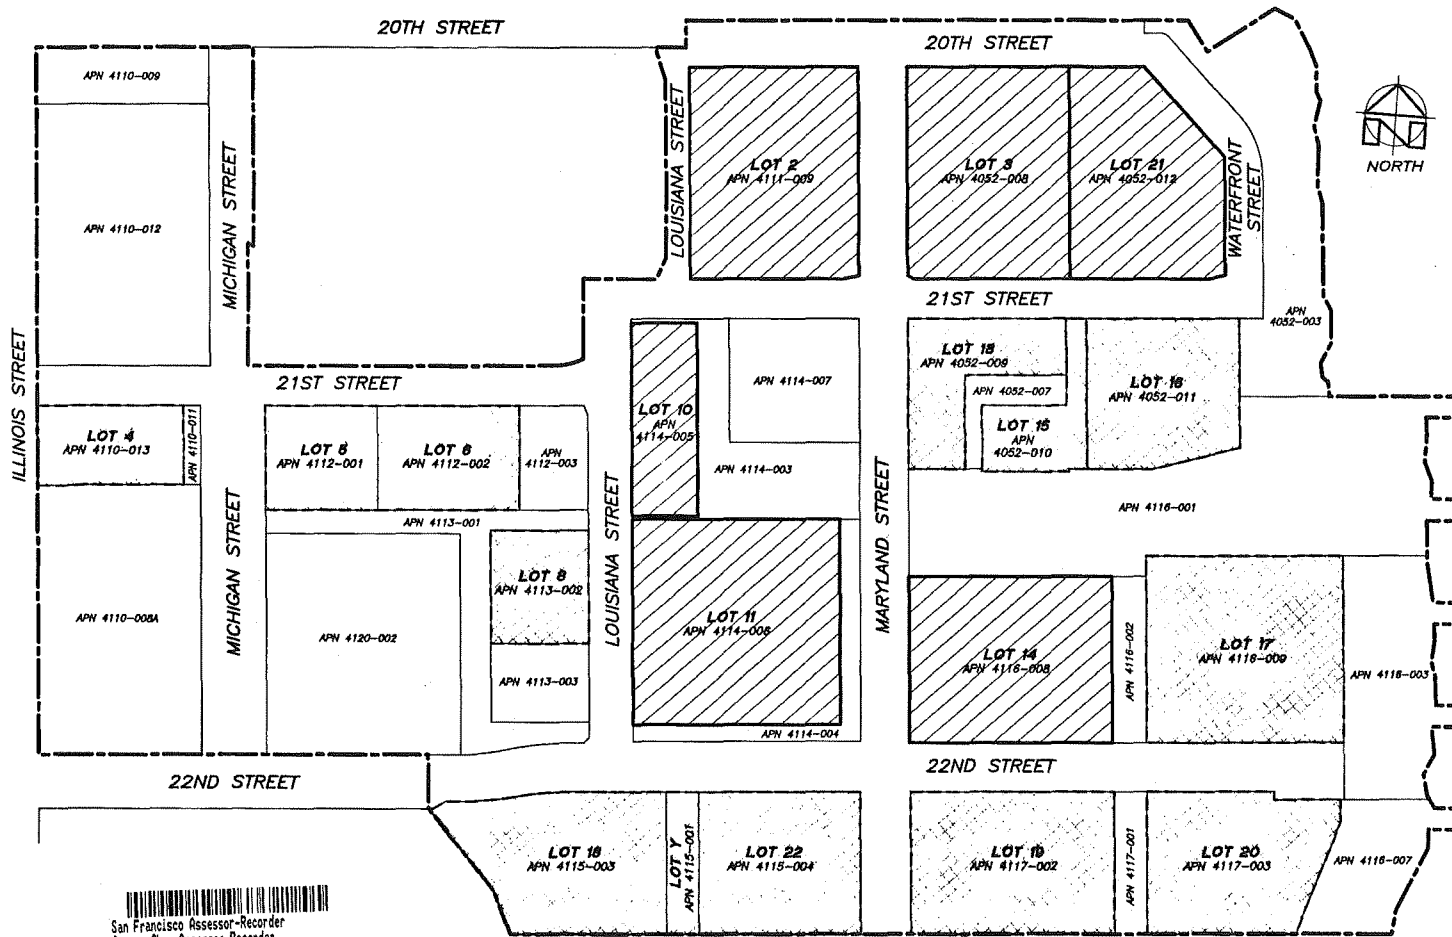 20TH STREET
20TH STREET
APN 4110-009
NORTH
LOUISIANA STREET
MICHIGAN STREET
LOT 2
APN 4111-009
LOT 3
APN 4052-008
LOT 21
APN 4052-012
WATERFRONT
STREET
APN 4110-012
21ST STREET
APN
4052-003
ILLINOIS STREET
21ST STREET
APN 4114-007
LOT 13
APN 4052-009
APN 4052-007
LOT 16
APN 4052-011
LOT 15
APN
4052-010
LOT 4
APN 4110-013
APN 4110-011
LOT 5
APN 4112-001
LOT 6
APN 4112-002
APN
4112-003
LOT 10
APN
4114-005
APN 4114-003
APN 4113-001
MARYLAND STREET
APN 4116-001
MICHIGAN STREET
LOUISIANA STREET
LOT 8
APN 4113-002
APN 4110-008A
APN 4120-002
LOT 11
APN 4114-006
LOT 14
APN 4116-008
APN 4116-002
LOT 17
APN 4116-009
APN 4116-003
APN 4113-003
APN 4114-004
22ND STREET
22ND STREET
LOT 18
APN 4115-003
LOT Y
APN 4115-001
LOT 22
APN 4115-004
LOT 19
APN 4117-002
APN 4117-001
LOT 20
APN 4117-003
APN 4116-007
San Francisco Assessor-Recorder